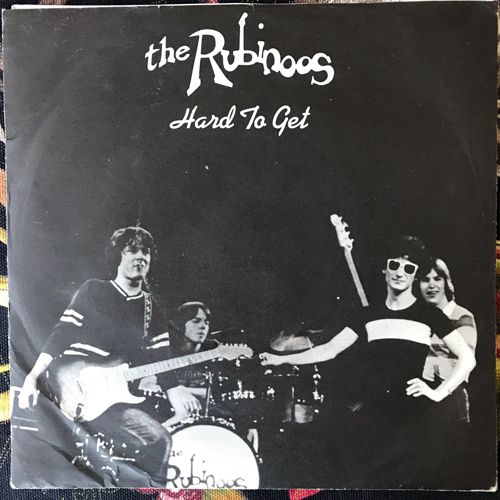 the Rubinoos
Hard To Get
the
Rubinoos